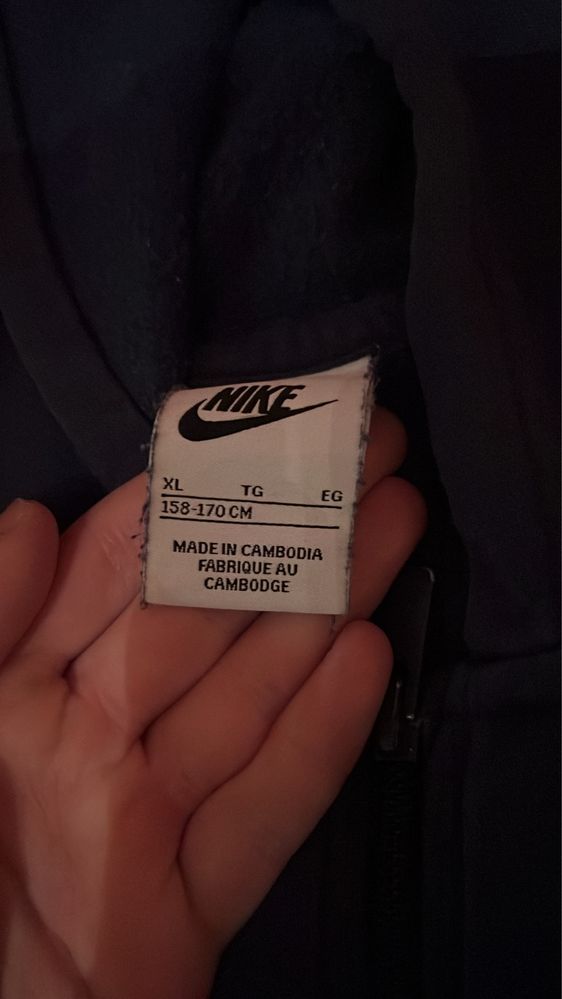 NIKE
XL TG EG
158-170 CM
MADE IN CAMBODIA
FABRIQUE AU
CAMBODGE